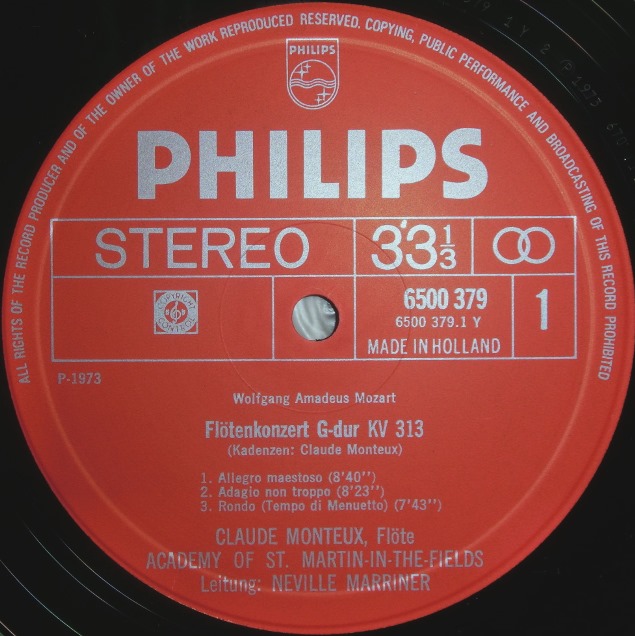 ALL RIGHTS OF THE RECORD PRODUCER AND OF THE OWNER OF THE WORK REPRODUCED RESERVED. COPYING, PUBLIC PERFORMANCE AND BROADCASTING OF THIS RECORD PROHIBITED
PHILIPS
PHILIPS
STEREO 33⅓
COPYRIGHT CONTROL
6500 379
6500 379.1 Y
1
MADE IN HOLLAND
P-1973
Wolfgang Amadeus Mozart
Flötenkonzert G-dur KV 313
(Kadenzen: Claude Monteux)
1. Allegro maestoso (8'40'')
2. Adagio non troppo (8'23'')
3. Rondo (Tempo di Menuetto) (7'43'')
CLAUDE MONTEUX, Flöte
ACADEMY OF ST. MARTIN-IN-THE-FIELDS
Leitung: NEVILLE MARRINER